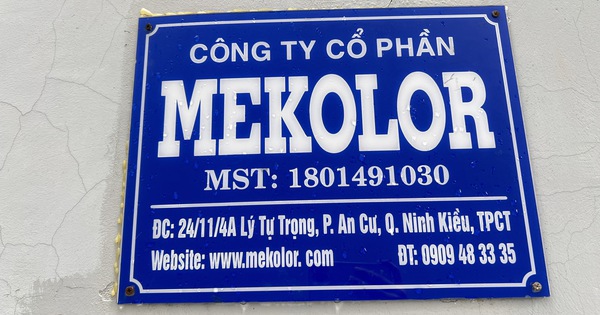 CÔNG TY CỔ PHẦN
MEKOLOR
MST: 1801491030
ĐC: 24/11/4A Lý Tự Trọng, P. An Cư, Q. Ninh Kiều, TPCT
Website: www.mekolor. com ĐT: 0909 48 33 35